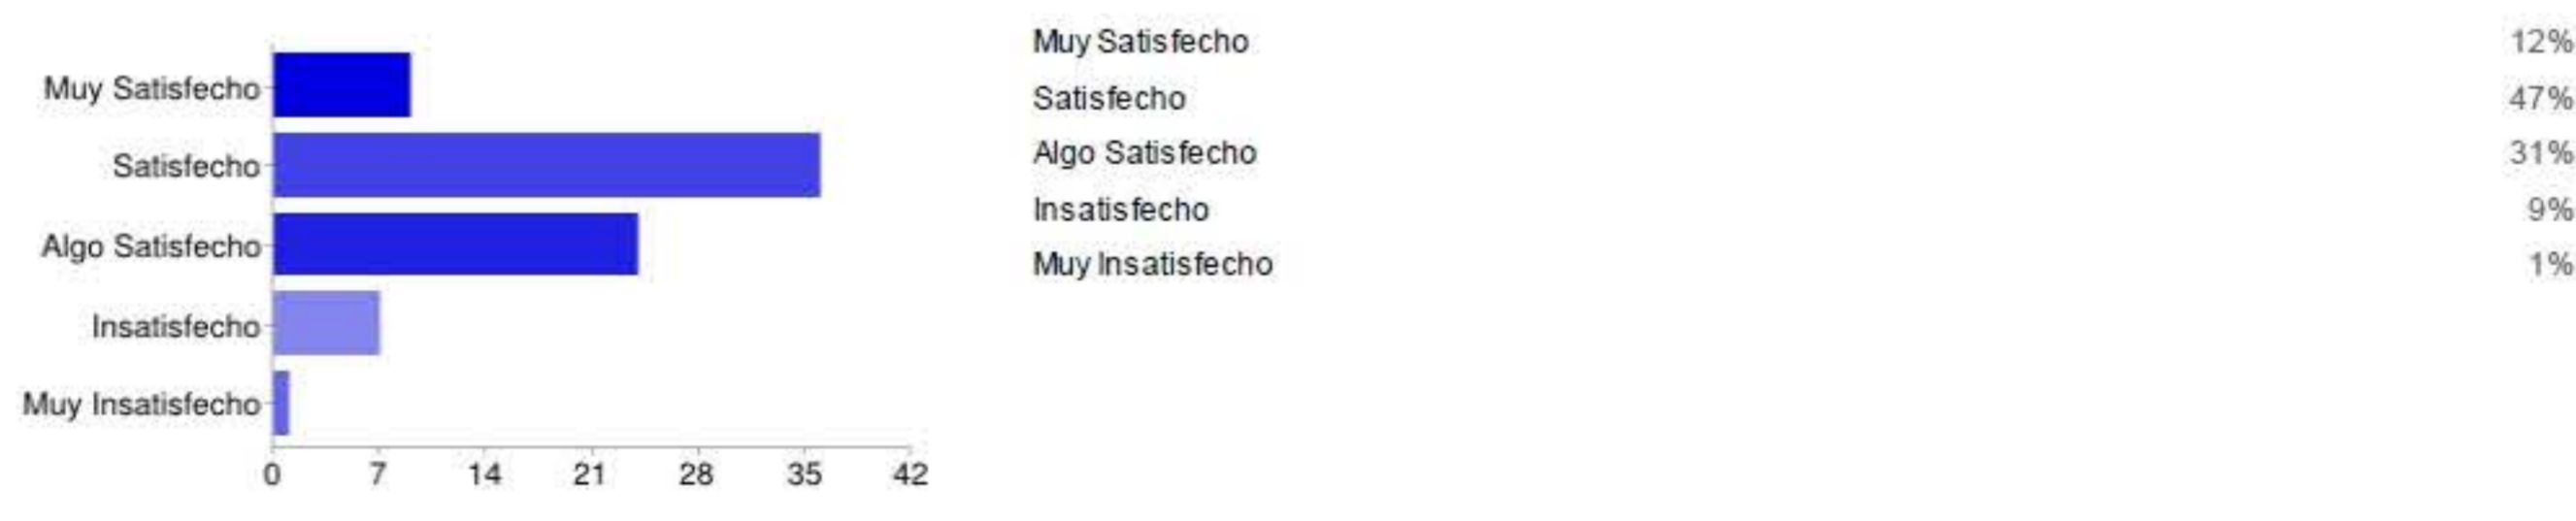 Muy Satisfecho
Satisfecho
Algo Satisfecho
Insatisfecho
Muy Insatisfecho
0 7 14 21 28 35 42
Muy Satisfecho 12%
Satisfecho 47%
Algo Satisfecho 31%
Insatisfecho 9%
Muy Insatisfecho 1%